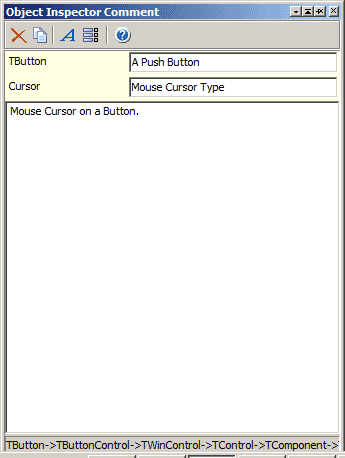 Object Inspector Comment
TButton A Push Button
Cursor Mouse Cursor Type
Mouse Cursor on a Button.
TButton->TButtonControl->TWinControl->TControl->TComponent->